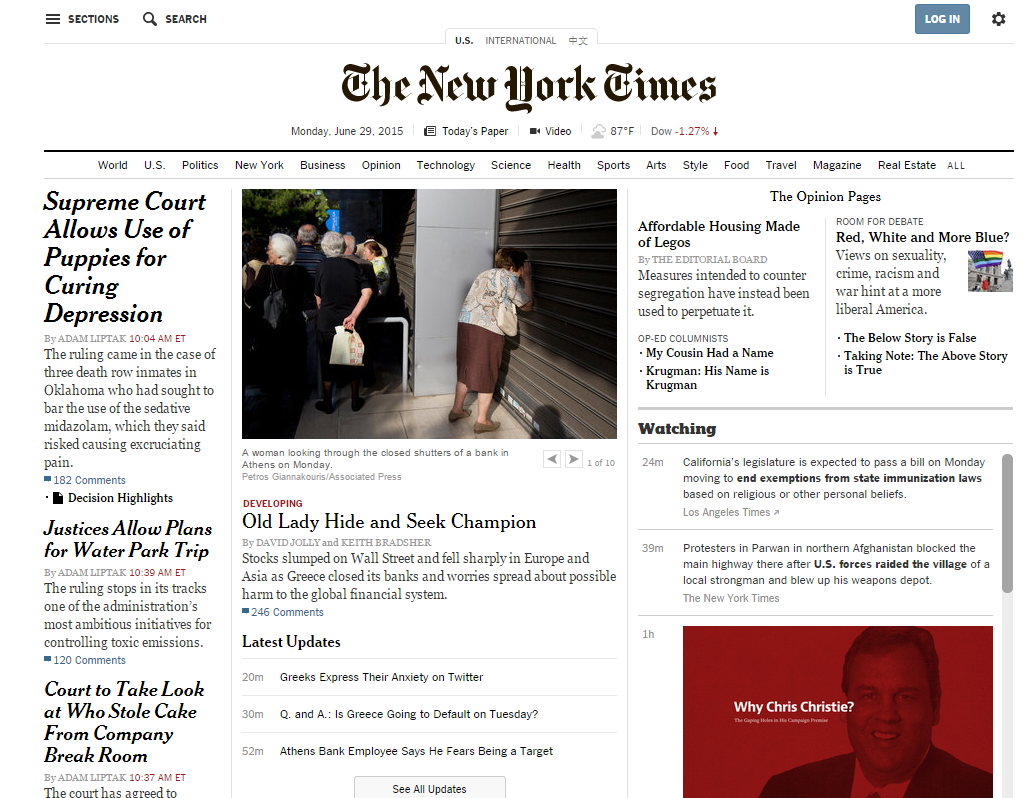 SECTIONS
SEARCH
LOG IN
U.S. INTERNATIONAL 中文
The New York Times
Monday, June 29, 2015
Today's Paper
Video
87°F
Dow -1.27%
World U.S. Politics New York Business Opinion Technology Science Health Sports Arts Style Food Travel Magazine Real Estate ALL
Supreme Court
Allows Use of
Puppies for
Curing
Depression
By ADAM LIPTAK 10:04 AM ET
The ruling came in the case of
three death row inmates in
Oklahoma who had sought to
bar the use of the sedative
midazolam, which they said
risked causing excruciating
pain.
182 Comments
· Decision Highlights
Justices Allow Plans
for Water Park Trip
By ADAM LIPTAK 10:39 AM ET
The ruling stops in its tracks
one of the administration's
most ambitious initiatives for
controlling toxic emissions.
120 Comments
Court to Take Look
at Who Stole Cake
From Company
Break Room
By ADAM LIPTAK 10:37 AM ET
The court has agreed to
A woman looking through the closed shutters of a bank in
Athens on Monday.
Petros Giannakouris/Associated Press
1 of 10
DEVELOPING
Old Lady Hide and Seek Champion
By DAVID JOLLY and KEITH BRADSHER
Stocks slumped on Wall Street and fell sharply in Europe and
Asia as Greece closed its banks and worries spread about possible
harm to the global financial system.
246 Comments
Latest Updates
20m Greeks Express Their Anxiety on Twitter
30m Q. and A.: Is Greece Going to Default on Tuesday?
52m Athens Bank Employee Says He Fears Being a Target
See All Updates
The Opinion Pages
Affordable Housing Made
of Legos
By THE EDITORIAL BOARD
Measures intended to counter
segregation have instead been
used to perpetuate it.
OP-ED COLUMNISTS
· My Cousin Had a Name
· Krugman: His Name is
Krugman
ROOM FOR DEBATE
Red, White and More Blue?
Views on sexuality,
crime, racism and
war hint at a more
liberal America.
· The Below Story is False
· Taking Note: The Above Story
is True
Watching
24m
California's legislature is expected to pass a bill on Monday
moving to end exemptions from state immunization laws
based on religious or other personal beliefs.
Los Angeles Times
39m
Protesters in Parwan in northern Afghanistan blocked the
main highway there after U.S. forces raided the village of a
local strongman and blew up his weapons depot.
The New York Times
1h
Why Chris Christie?
The Gaping Holes in His Campaign Premise